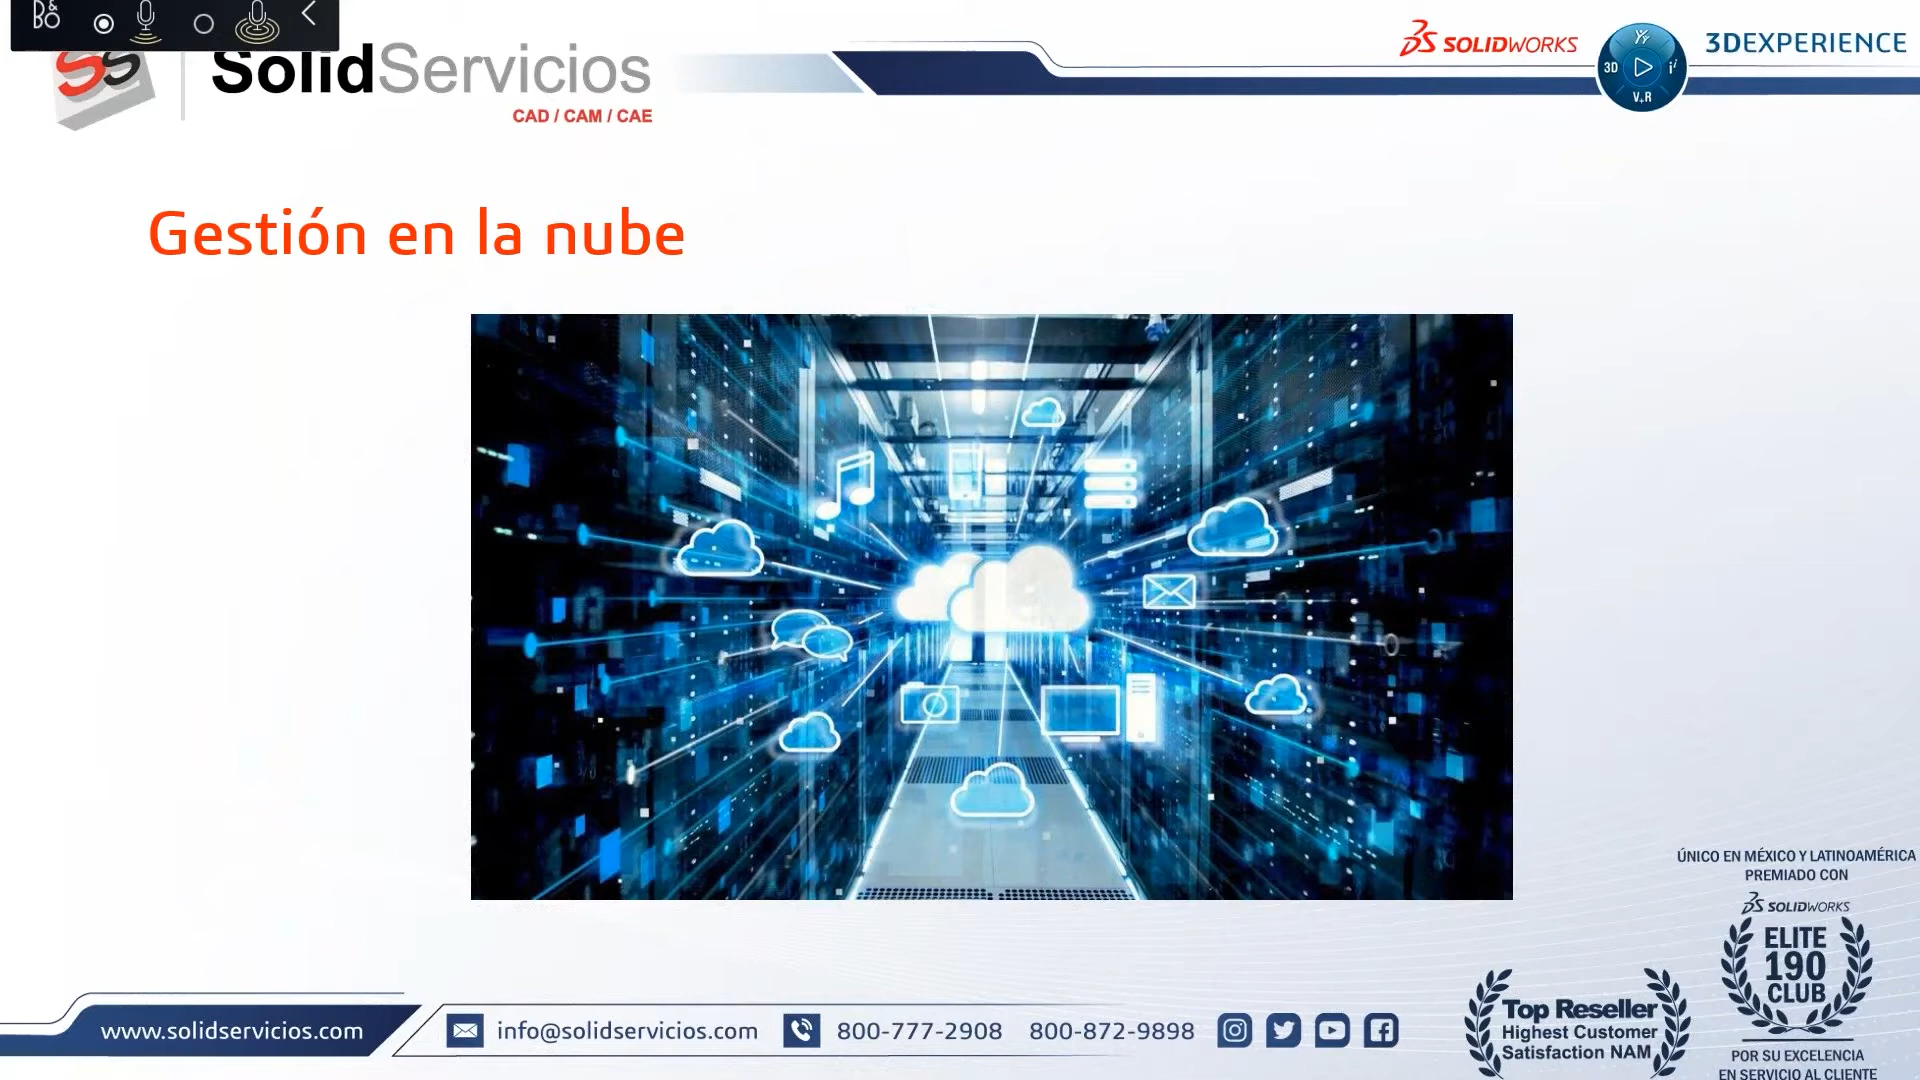 B&O
SS
SolidServicios
CAD / CAM / CAE
SOLIDWORKS
3D
i
V,R
3DEXPERIENCE
Gestión en la nube
ÚNICO EN MÉXICO Y LATINOAMÉRICA
PREMIADO CON
SOLIDWORKS
ELITE
190
CLUB
POR SU EXCELENCIA
EN SERVICIO AL CLIENTE
Top Reseller
Highest Customer
Satisfaction NAM
www.solidservicios.com
info@solidservicios.com
800-777-2908 800-872-9898